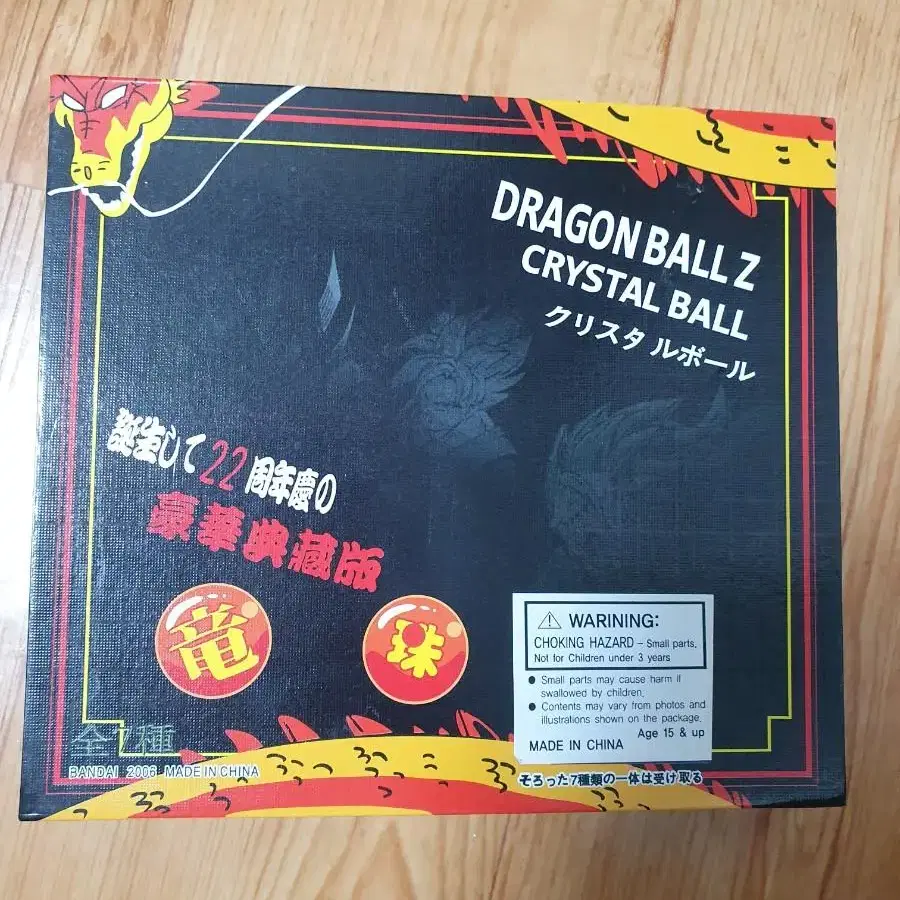 DRAGON BALL Z
CRYSTAL BALL
クリスタ ルボール
誕生して22周年慶の
豪華典藏版
竜
珠
⚠ WARINING:
CHOKING HAZARD – Small parts.
Not for Children under 3 years
● Small parts may cause harm if
swallowed by children.
● Contents may vary from photos and
illustrations shown on the package.
Age 15 & up
MADE IN CHINA
全7種
BANDAI 2006 MADE IN CHINA
そろった7種類の一体は受け取る